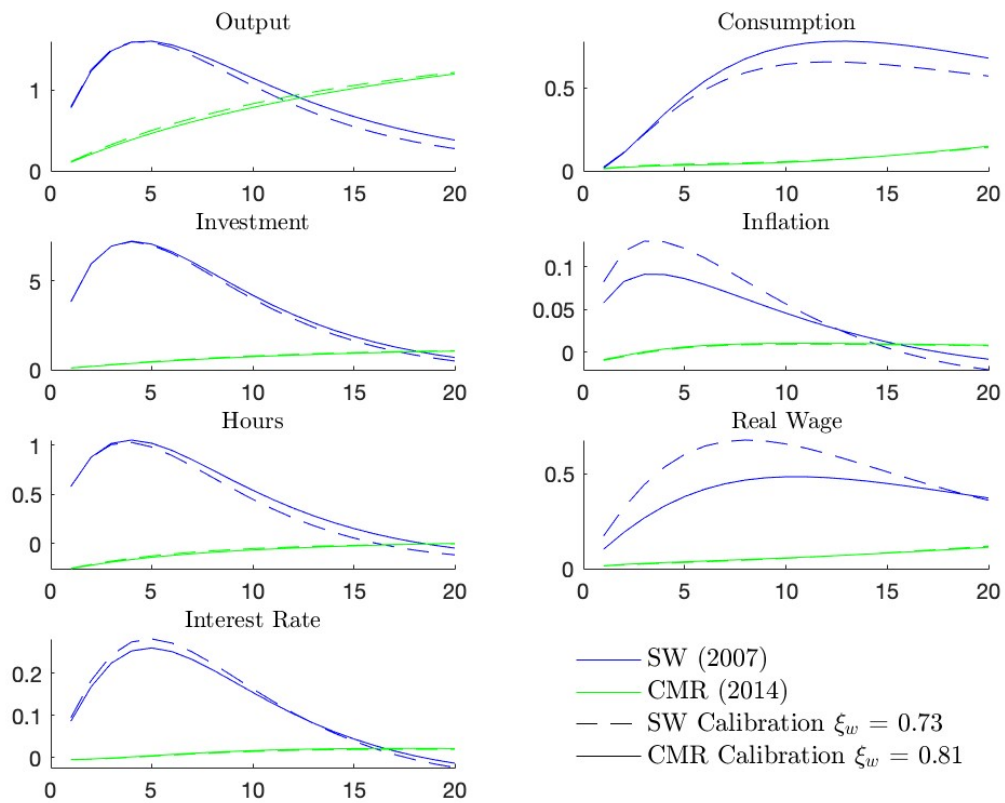 Output
1
0
0 5 10 15 20
Consumption
0.5
0
0 5 10 15 20
Investment
5
0
0 5 10 15 20
Inflation
0.1
0.05
0
0 5 10 15 20
Hours
1
0.5
0
0 5 10 15 20
Real Wage
0.5
0
0 5 10 15 20
Interest Rate
0.2
0.1
0
0 5 10 15 20
SW (2007)
CMR (2014)
SW Calibration ξ_w = 0.73
CMR Calibration ξ_w = 0.81